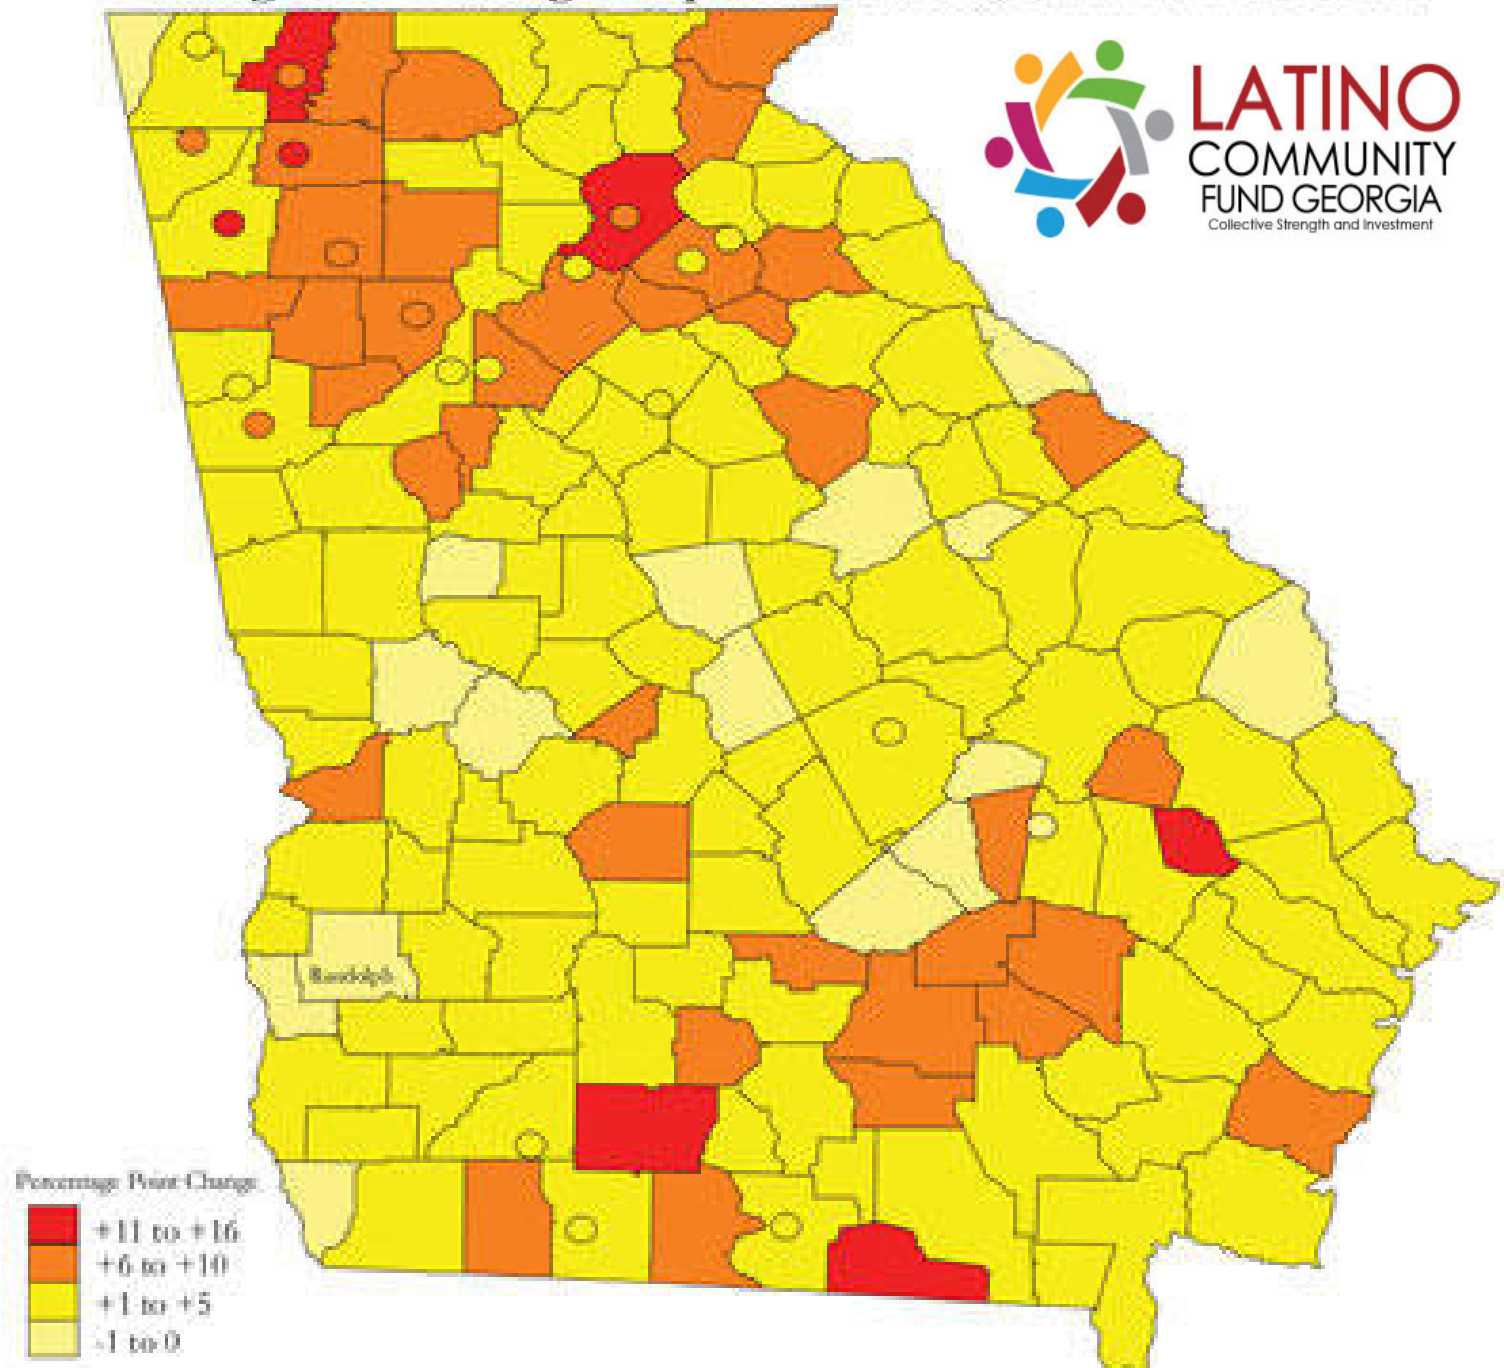 LATINO
COMMUNITY
FUND GEORGIA
Collective Strength and Investment
Randolph
Percentage Point Change
+11 to +16
+6 to +10
+1 to +5
-1 to 0